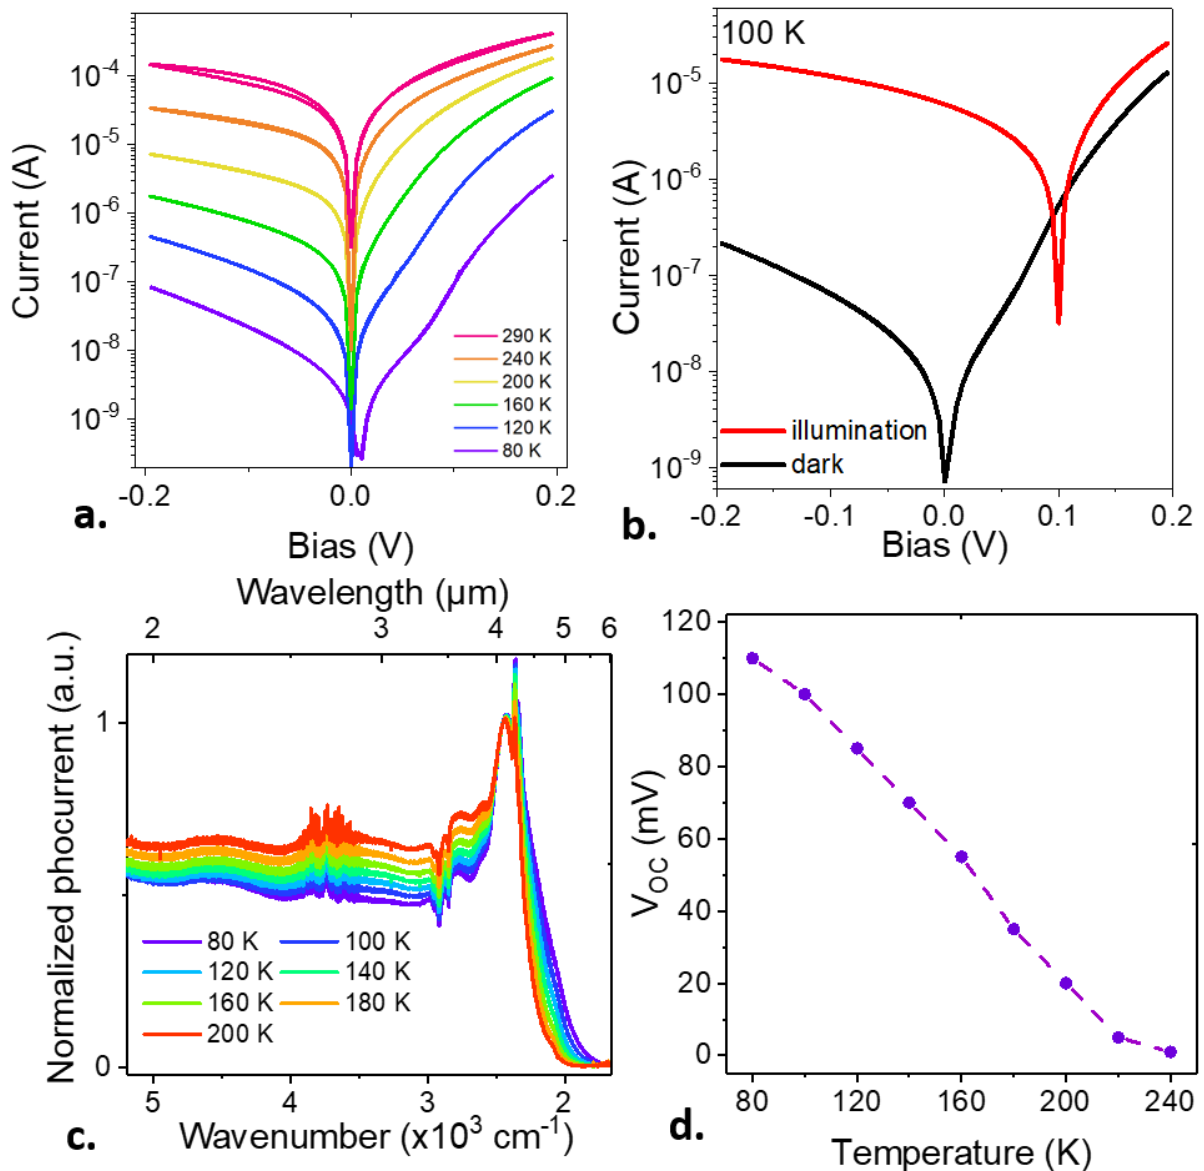 10⁻⁴
10⁻⁵
10⁻⁶
10⁻⁷
10⁻⁸
10⁻⁹
Current (A)
290 K
240 K
200 K
160 K
120 K
80 K
-0.2
0.0
0.2
a.
Bias (V)
100 K
10⁻⁵
10⁻⁶
10⁻⁷
10⁻⁸
10⁻⁹
Current (A)
illumination
dark
-0.2
-0.1
0.0
0.1
0.2
b.
Bias (V)
Wavelength (µm)
2
3
4
5
6
Normalized phocurrent (a.u.)
1
0
80 K
100 K
120 K
140 K
160 K
180 K
200 K
5
4
3
2
c.
Wavenumber (x10³ cm⁻¹)
120
100
80
60
40
20
0
V_OC (mV)
80
120
160
200
240
d.
Temperature (K)